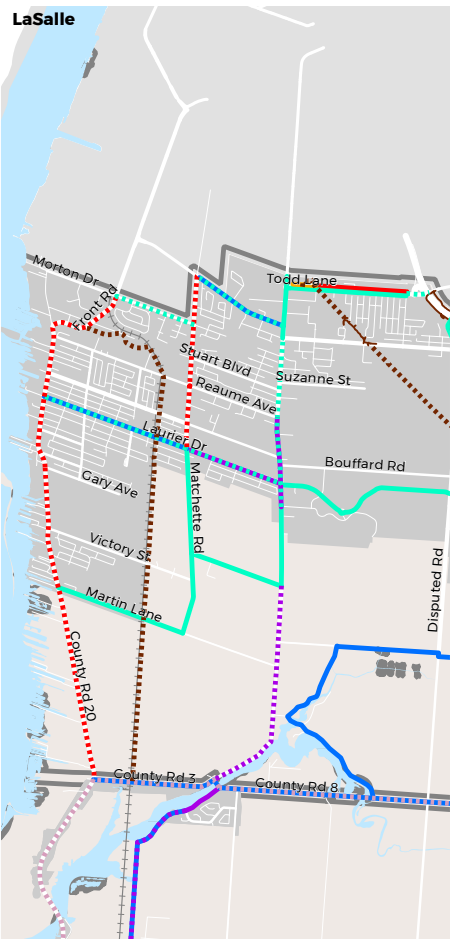 LaSalle
Morton Dr
Todd Lane
Front Rd
Stuart Blvd
Suzanne St
Reaume Ave
Laurier Dr
Bouffard Rd
Matchette Rd
Gary Ave
Victory St
Disputed Rd
Martin Lane
County Rd 20
County Rd 3
County Rd 8